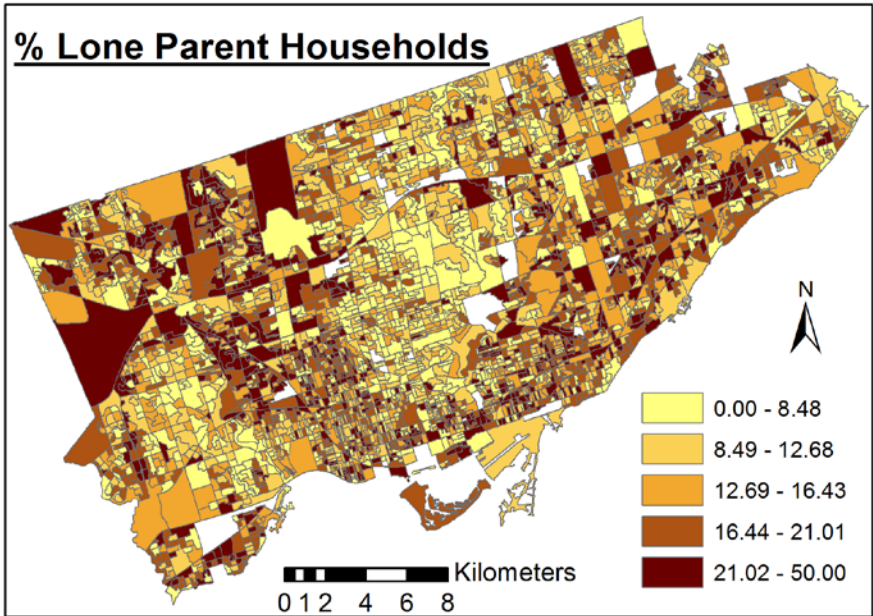 % Lone Parent Households
N
0.00 - 8.48
8.49 - 12.68
12.69 - 16.43
16.44 - 21.01
21.02 - 50.00
Kilometers
0 1 2 4 6 8